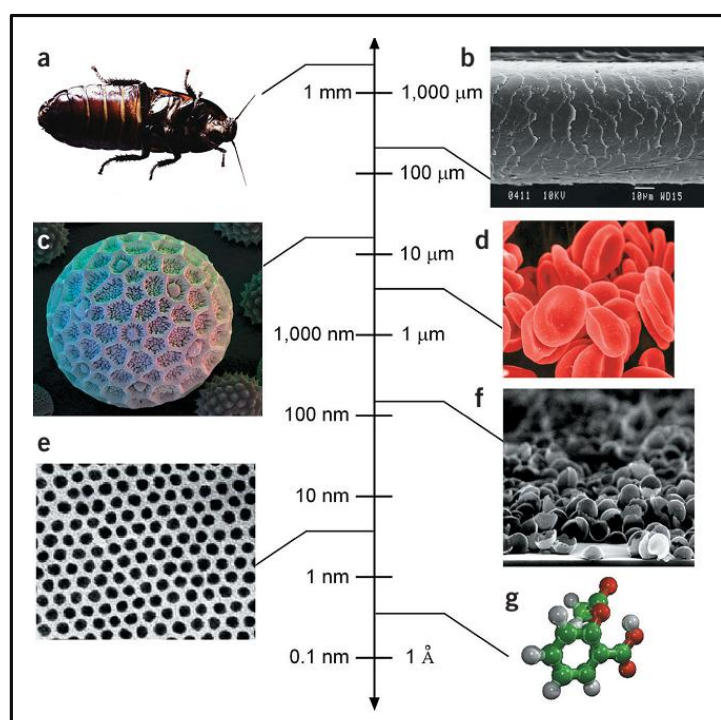 a
b
1 mm
1,000 μm
100 μm
0411 10KV 10μm WD15
c
d
10 μm
1,000 nm
1 μm
f
100 nm
e
10 nm
1 nm
g
0.1 nm
1 Å